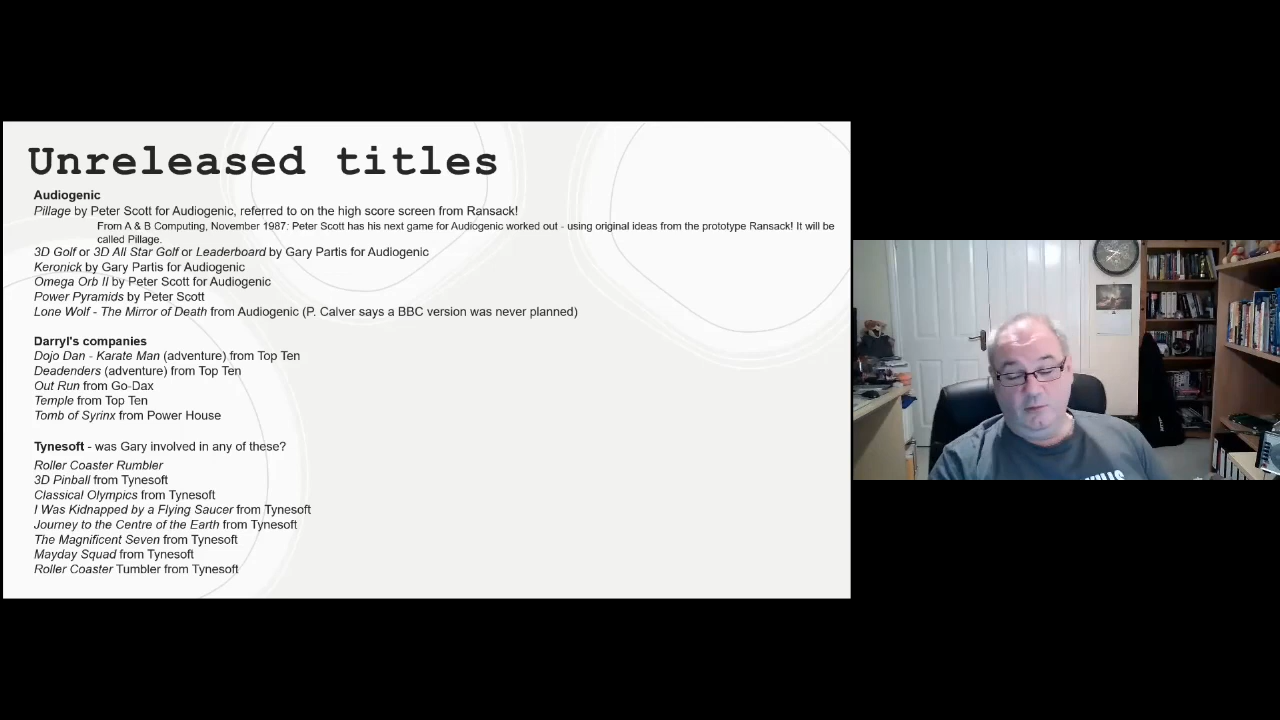 Unreleased titles
Audiogenic
Pillage by Peter Scott for Audiogenic, referred to on the high score screen from Ransack!
From A & B Computing, November 1987: Peter Scott has his next game for Audiogenic worked out - using original ideas from the prototype Ransack! It will be
called Pillage.
3D Golf or 3D All Star Golf or Leaderboard by Gary Partis for Audiogenic
Keronick by Gary Partis for Audiogenic
Omega Orb II by Peter Scott for Audiogenic
Power Pyramids by Peter Scott
Lone Wolf - The Mirror of Death from Audiogenic (P. Calver says a BBC version was never planned)
Darryl's companies
Dojo Dan - Karate Man (adventure) from Top Ten
Deadenders (adventure) from Top Ten
Out Run from Go-Dax
Temple from Top Ten
Tomb of Syrinx from Power House
Tynesoft - was Gary involved in any of these?
Roller Coaster Rumbler
3D Pinball from Tynesoft
Classical Olympics from Tynesoft
I Was Kidnapped by a Flying Saucer from Tynesoft
Journey to the Centre of the Earth from Tynesoft
The Magnificent Seven from Tynesoft
Mayday Squad from Tynesoft
Roller Coaster Tumbler from Tynesoft